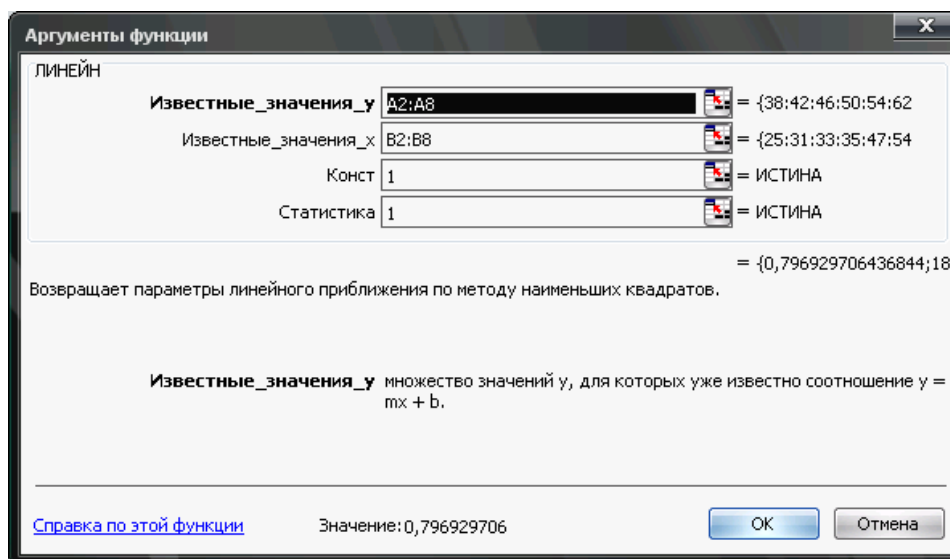 Аргументы функции
ЛИНЕЙН
Известные_значения_y A2:A8 = {38:42:46:50:54:62
Известные_значения_x B2:B8 = {25:31:33:35:47:54
Конст 1 = ИСТИНА
Статистика 1 = ИСТИНА
= {0,796929706436844;18
Возвращает параметры линейного приближения по методу наименьших квадратов.
Известные_значения_y множество значений y, для которых уже известно соотношение y =
mx + b.
Справка по этой функции Значение:0,796929706 OK Отмена